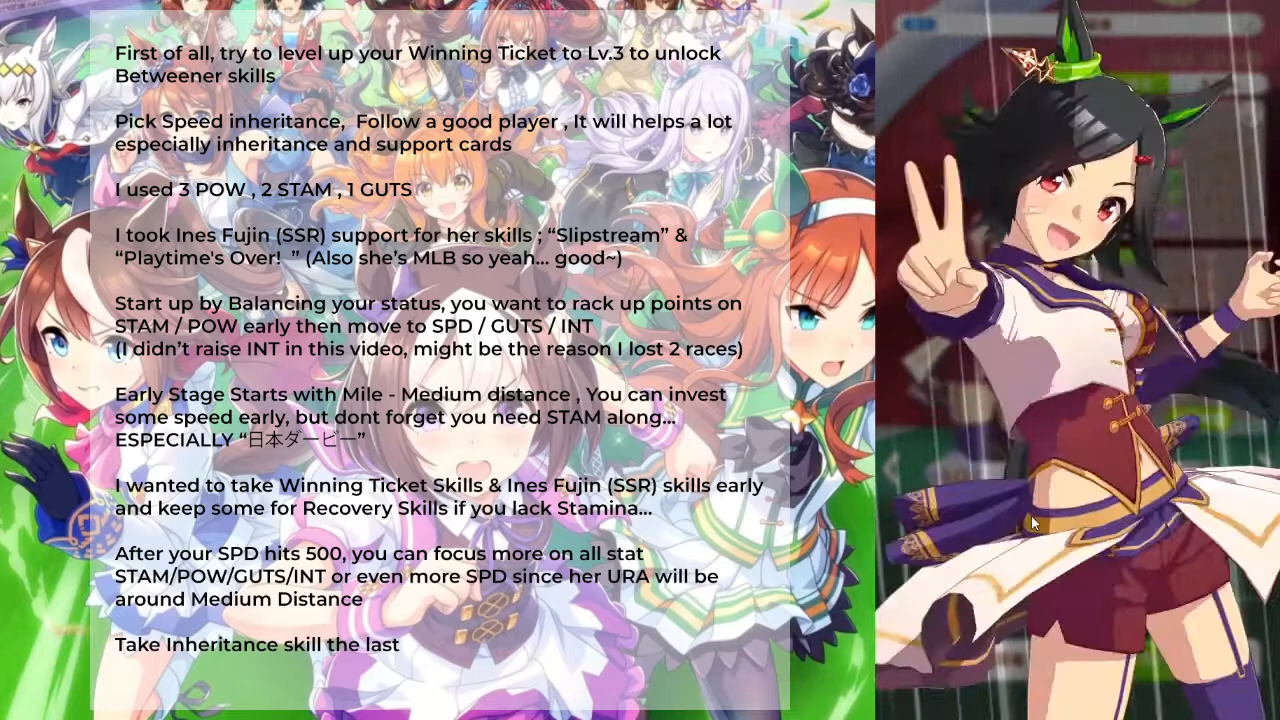 First of all, try to level up your Winning Ticket to Lv.3 to unlock
Betweener skills
Pick Speed inheritance,  Follow a good player , It will helps a lot
especially inheritance and support cards
I used 3 POW , 2 STAM , 1 GUTS
I took Ines Fujin (SSR) support for her skills ; “Slipstream” &
“Playtime's Over!  ” (Also she’s MLB so yeah... good~)
Start up by Balancing your status, you want to rack up points on
STAM / POW early then move to SPD / GUTS / INT
(I didn’t raise INT in this video, might be the reason I lost 2 races)
Early Stage Starts with Mile - Medium distance , You can invest
some speed early, but dont forget you need STAM along...
ESPECIALLY “日本ダービー”
I wanted to take Winning Ticket Skills & Ines Fujin (SSR) skills early
and keep some for Recovery Skills if you lack Stamina...
After your SPD hits 500, you can focus more on all stat
STAM/POW/GUTS/INT or even more SPD since her URA will be
around Medium Distance
Take Inheritance skill the last